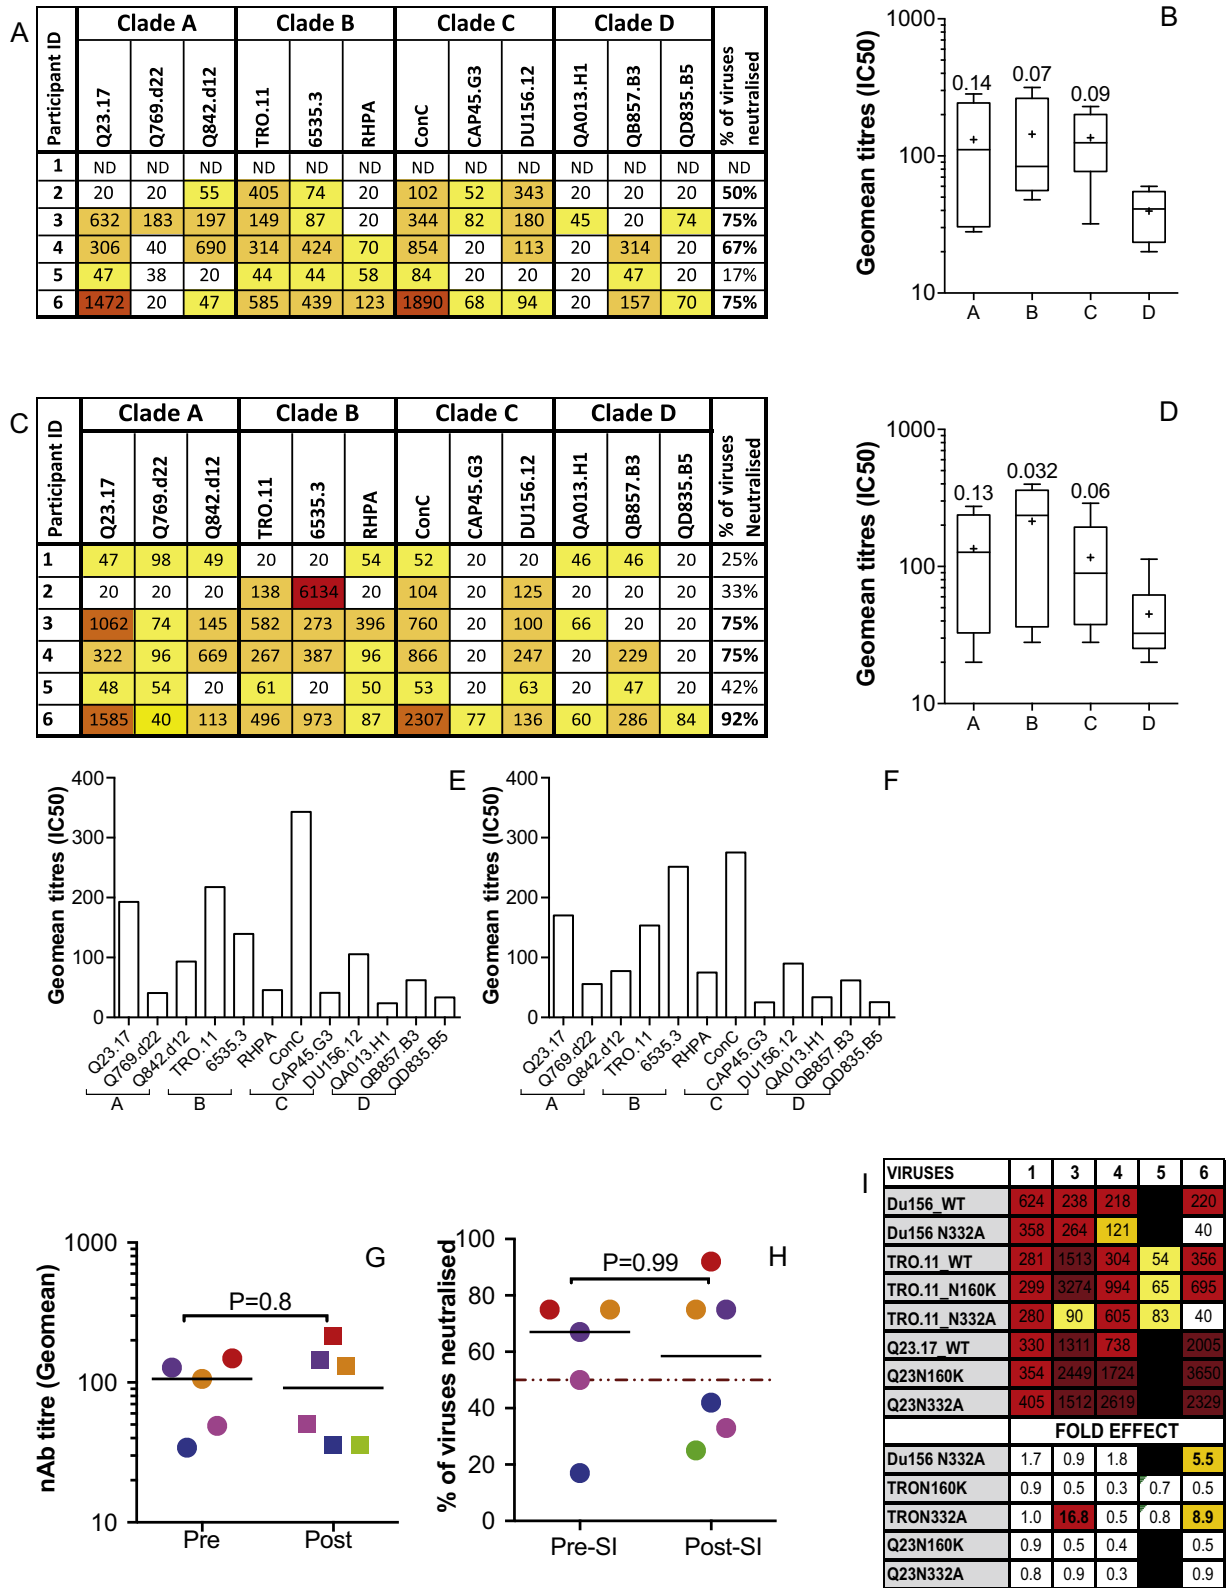 A
Participant ID Clade A Clade B Clade C Clade D % of viruses neutralised
Q23.17 Q769.d22 Q842.d12 TRO.11 6535.3 RHPA ConC CAP45.G3 DU156.12 QA013.H1 QB857.B3 QD835.B5
1 ND ND ND ND ND ND ND ND ND ND ND ND ND
2 20 20 55 405 74 20 102 52 343 20 20 20 50%
3 632 183 197 149 87 20 344 82 180 45 20 74 75%
4 306 40 690 314 424 70 854 20 113 20 314 20 67%
5 47 38 20 44 44 58 84 20 20 20 47 20 17%
6 1472 20 47 585 439 123 1890 68 94 20 157 70 75%
B
Geomean titres (IC50)
1000
100
10
0.14 0.07 0.09
A B C D
C
Participant ID Clade A Clade B Clade C Clade D % of viruses Neutralised
Q23.17 Q769.d22 Q842.d12 TRO.11 6535.3 RHPA ConC CAP45.G3 DU156.12 QA013.H1 QB857.B3 QD835.B5
1 47 98 49 20 20 54 52 20 20 46 46 20 25%
2 20 20 20 138 6134 20 104 20 125 20 20 20 33%
3 1062 74 145 582 273 396 760 20 100 66 20 20 75%
4 322 96 669 267 387 96 866 20 247 20 229 20 75%
5 48 54 20 61 20 50 53 20 63 20 47 20 42%
6 1585 40 113 496 973 87 2307 77 136 60 286 84 92%
D
Geomean titres (IC50)
1000
100
10
0.13 0.032 0.06
A B C D
E
Geomean titres (IC50)
400
300
200
100
0
Q23.17 Q769.d22 Q842.d12 TRO.11 6535.3 RHPA ConC CAP45.G3 DU156.12 QA013.H1 QB857.B3 QD835.B5
A B C D
F
Geomean titres (IC50)
400
300
200
100
0
Q23.17 Q769.d22 Q842.d12 TRO.11 6535.3 RHPA ConC CAP45.G3 DU156.12 QA013.H1 QB857.B3 QD835.B5
A B C D
G
nAb titre (Geomean)
1000
100
10
P=0.8
Pre Post
H
% of viruses neutralised
100
80
60
40
20
0
P=0.99
Pre-SI Post-SI
I
VIRUSES 1 3 4 5 6
Du156_WT 624 238 218 220
Du156 N332A 358 264 121 40
TRO.11_WT 281 1513 304 54 356
TRO.11_N160K 299 3274 994 65 695
TRO.11_N332A 280 90 605 83 40
Q23.17_WT 330 1311 738 2005
Q23N160K 354 2449 1724 3650
Q23N332A 405 1512 2619 2329
FOLD EFFECT
Du156 N332A 1.7 0.9 1.8 5.5
TRON160K 0.9 0.5 0.3 0.7 0.5
TRON332A 1.0 16.8 0.5 0.8 8.9
Q23N160K 0.9 0.5 0.4 0.5
Q23N332A 0.8 0.9 0.3 0.9